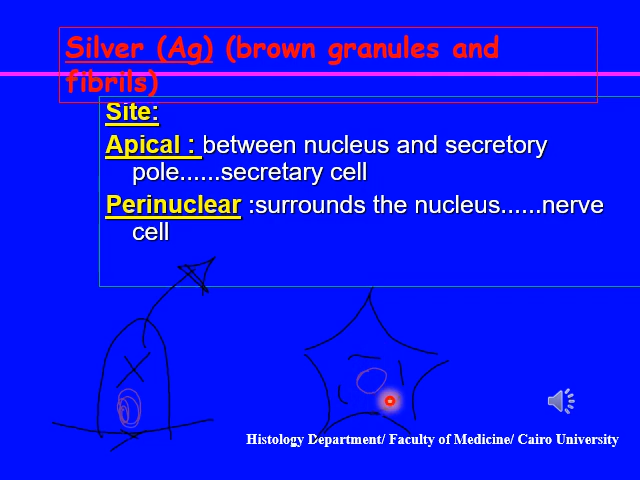 Silver (Ag) (brown granules and
fibrils)
Site:
Apical : between nucleus and secretory
pole......secretary cell
Perinuclear :surrounds the nucleus......nerve
cell
Histology Department/ Faculty of Medicine/ Cairo University